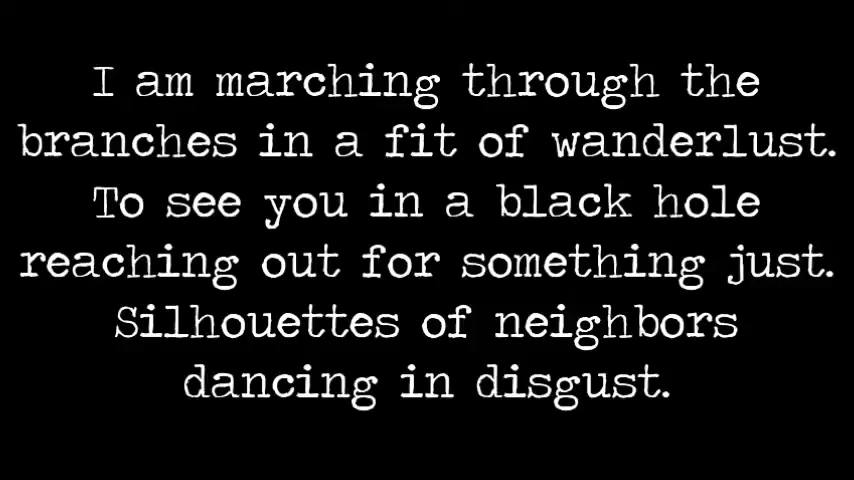 I am marching through the
branches in a fit of wanderlust.
To see you in a black hole
reaching out for something just.
Silhouettes of neighbors
dancing in disgust.